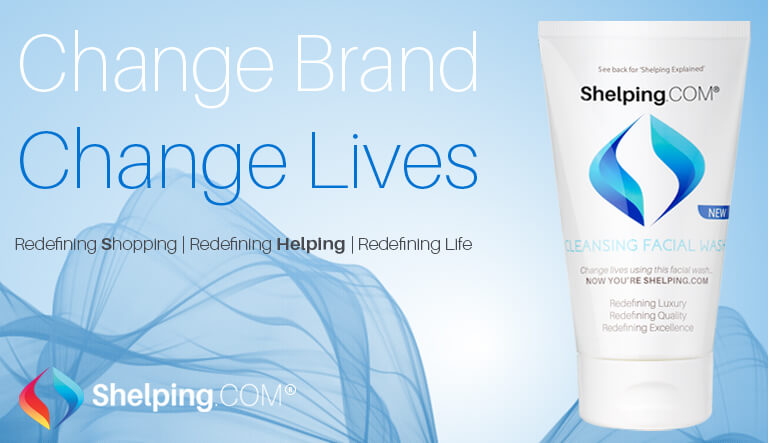 Change Brand
Change Lives
Redefining Shopping | Redefining Helping | Redefining Life
Shelping.COM®
See back for 'Shelping Explained'
Shelping.COM®
NEW
CLEANSING FACIAL WASH
Change lives using this facial wash...
NOW YOU'RE SHELPING.COM
Redefining Luxury
Redefining Quality
Redefining Excellence